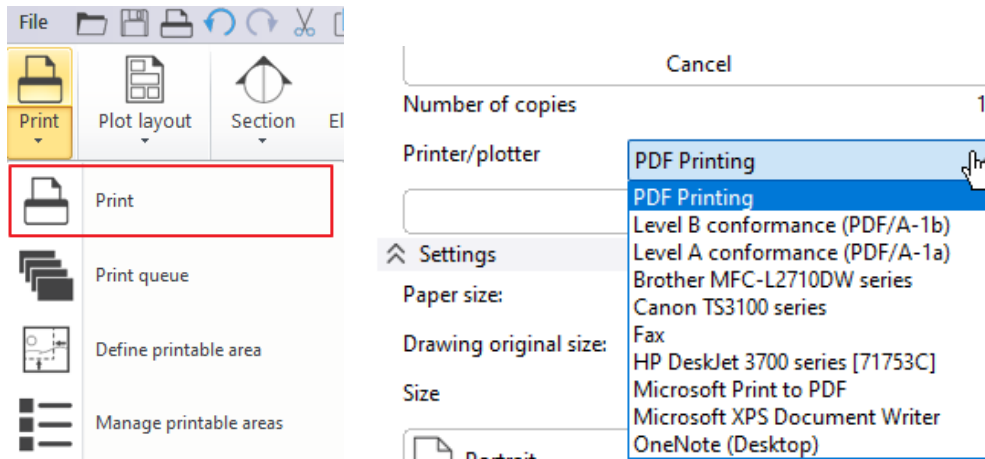 File
Print
Plot layout
Section
El
Print
Print queue
Define printable area
Manage printable areas
Cancel
Number of copies
1
Printer/plotter
PDF Printing
PDF Printing
Level B conformance (PDF/A-1b)
Level A conformance (PDF/A-1a)
Brother MFC-L2710DW series
Canon TS3100 series
Fax
HP DeskJet 3700 series [71753C]
Microsoft Print to PDF
Microsoft XPS Document Writer
OneNote (Desktop)
Settings
Paper size:
Drawing original size:
Size
Portrait